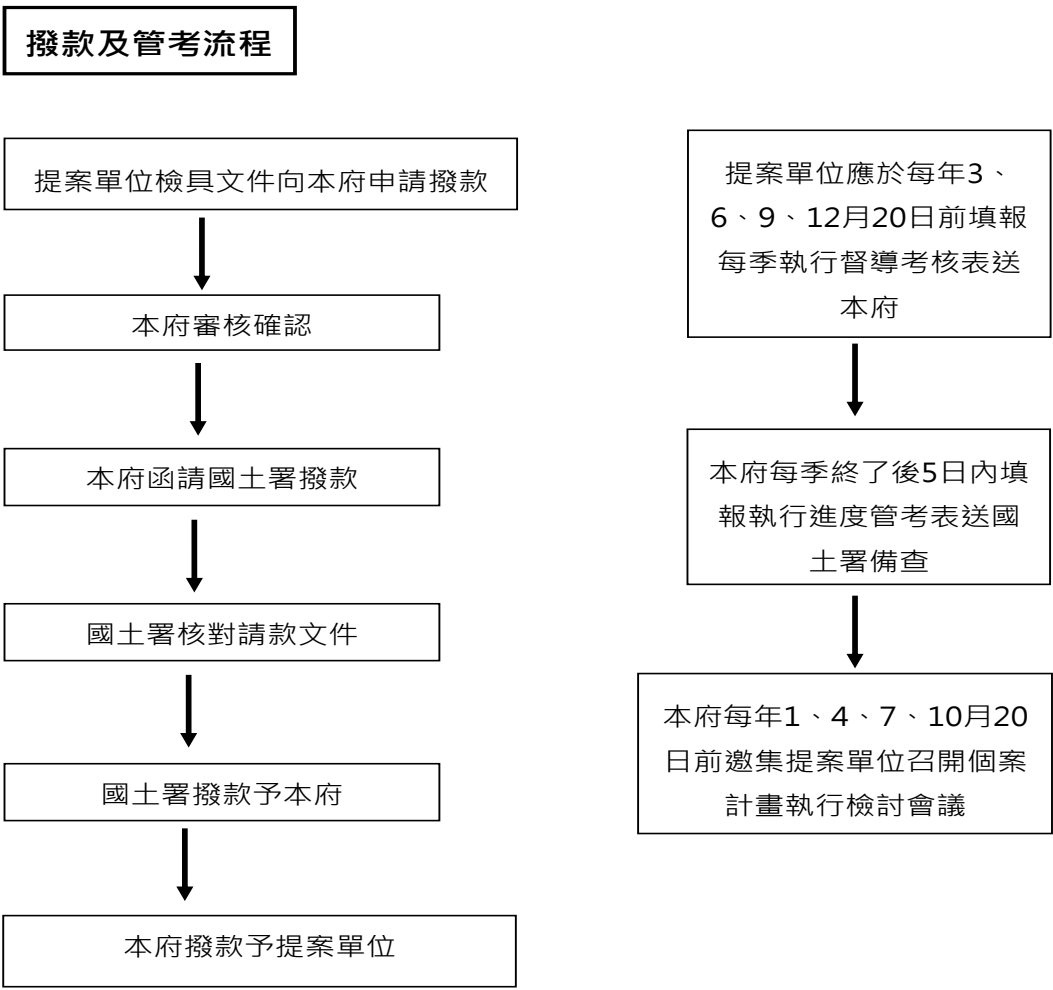 撥款及管考流程
提案單位檢具文件向本府申請撥款
本府審核確認
本府函請國土署撥款
國土署核對請款文件
國土署撥款予本府
本府撥款予提案單位
提案單位應於每年3、
6、9、12月20日前填報
每季執行督導考核表送
本府
本府每季終了後5日內填
報執行進度管考表送國
土署備查
本府每年1、4、7、10月20
日前邀集提案單位召開個案
計畫執行檢討會議